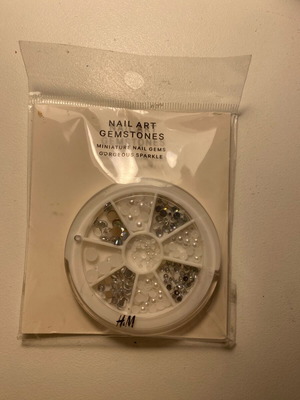 NAIL ART
GEMSTONES
MINIATURE NAIL GEMS
GORGEOUS SPARKLE
H&M